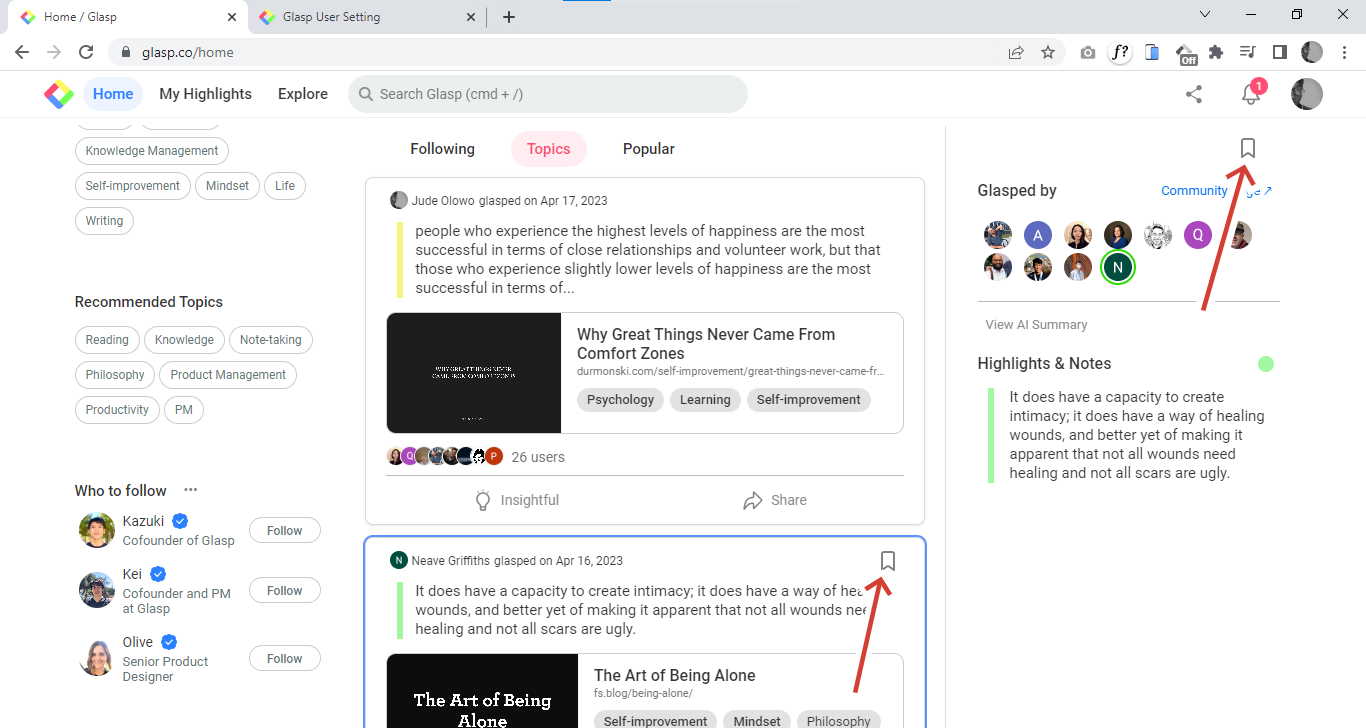 Home / Glasp
Glasp User Setting
glasp.co/home
f?
Off
Home
My Highlights
Explore
Search Glasp (cmd + /)
1
Knowledge Management
Self-improvement
Mindset
Life
Writing
Recommended Topics
Reading
Knowledge
Note-taking
Philosophy
Product Management
Productivity
PM
Who to follow
Kazuki
Cofounder of Glasp
Follow
Kei
Cofounder and PM
at Glasp
Follow
Olive
Senior Product
Designer
Follow
Following
Topics
Popular
Jude Olowo glasped on Apr 17, 2023
people who experience the highest levels of happiness are the most
successful in terms of close relationships and volunteer work, but that
those who experience slightly lower levels of happiness are the most
successful in terms of...
WHY GREAT THINGS NEVER
CAME FROM COMFORT ZONES
Why Great Things Never Came From
Comfort Zones
durmonski.com/self-improvement/great-things-never-came-fr...
Psychology
Learning
Self-improvement
Q
P
26 users
Insightful
Share
N
Neave Griffiths glasped on Apr 16, 2023
It does have a capacity to create intimacy; it does have a way of hea
wounds, and better yet of making it apparent that not all wounds nee
healing and not all scars are ugly.
The Art of Being
Alone
The Art of Being Alone
fs.blog/being-alone/
Self-improvement
Mindset
Philosophy
Glasped by
Community
A
Q
N
View AI Summary
Highlights & Notes
It does have a capacity to create
intimacy; it does have a way of healing
wounds, and better yet of making it
apparent that not all wounds need
healing and not all scars are ugly.